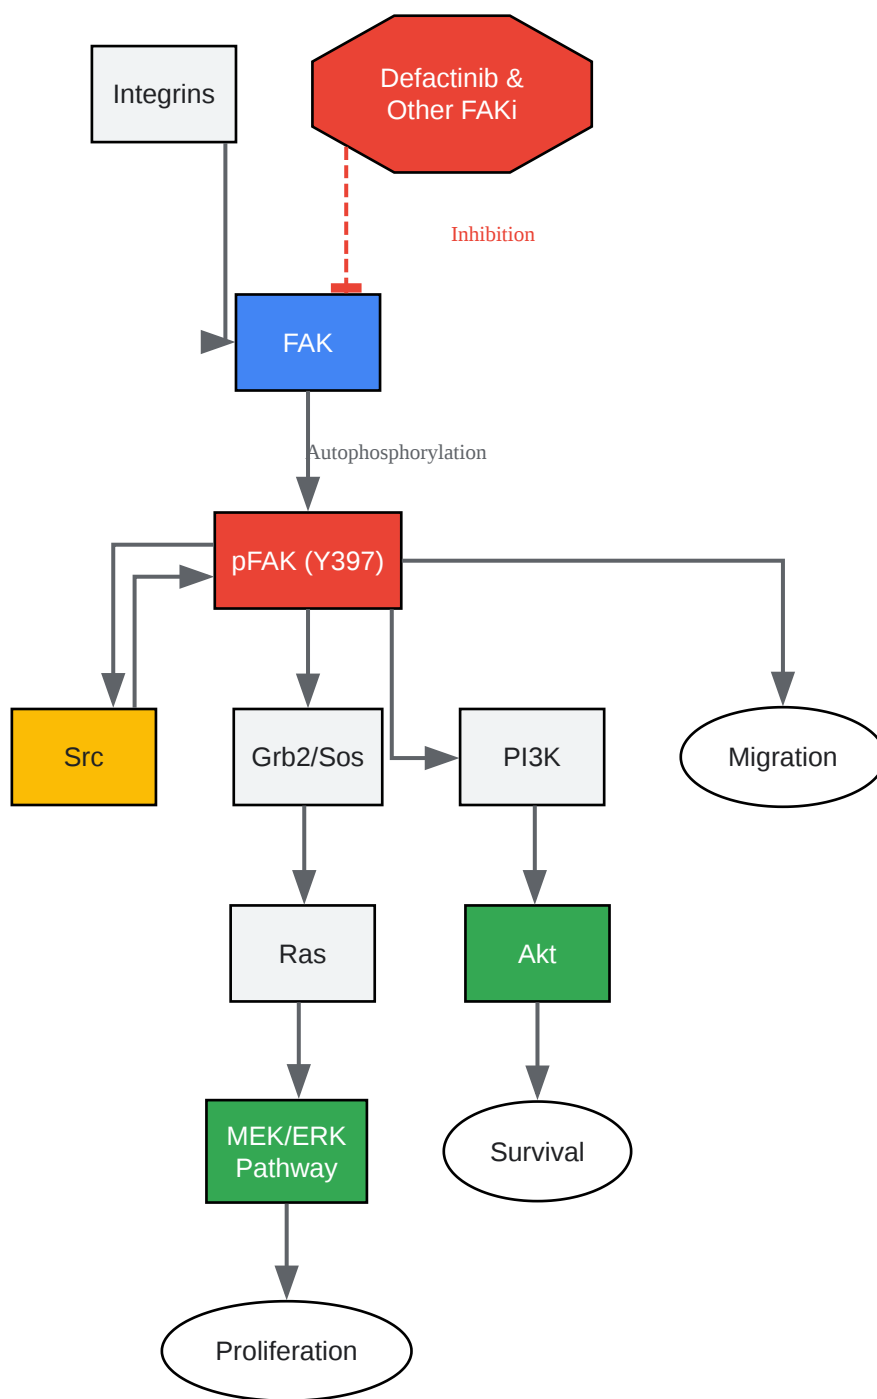 Integrins
Defactinib &
Other FAKi
Inhibition
FAK
Autophosphorylation
pFAK (Y397)
Src
Grb2/Sos
PI3K
Migration
Ras
Akt
MEK/ERK
Pathway
Survival
Proliferation